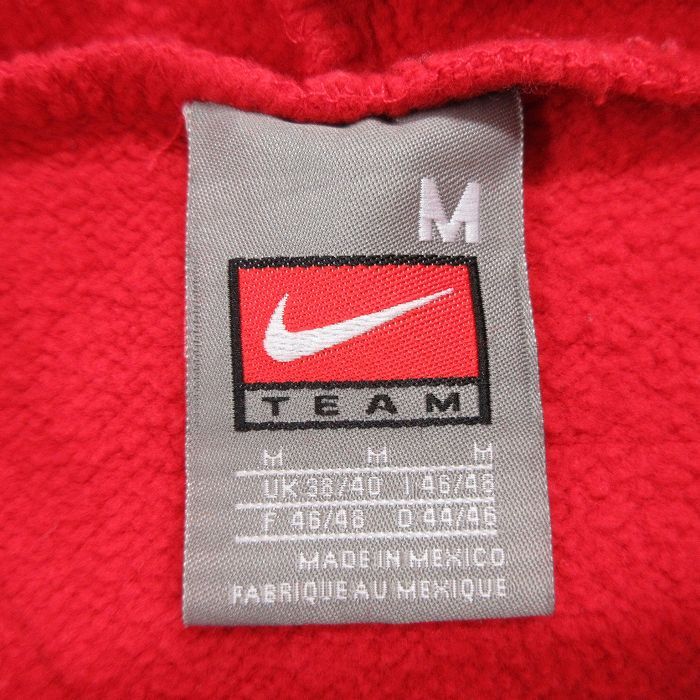 M
TEAM
M M M
UK 38/40 I 46/48
F 46/48 D 44/46
MADE IN MEXICO
FABRIQUE AU MEXIQUE